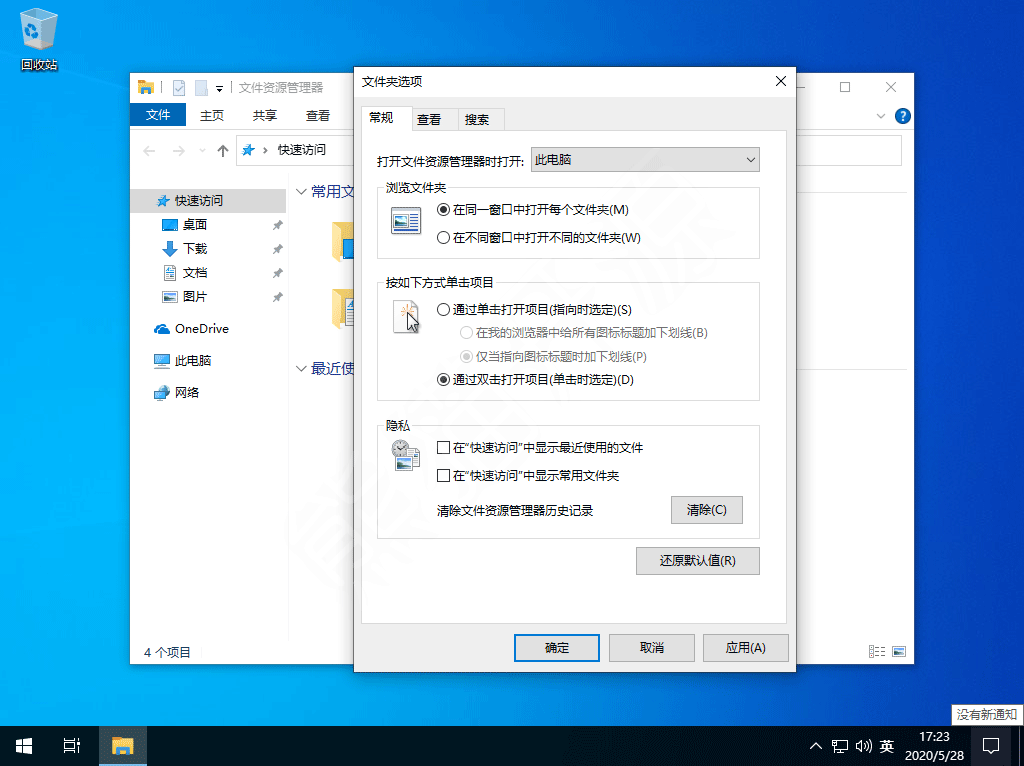 回收站
文件资源管理器
文件 主页 共享 查看
快速访问
快速访问
桌面
下载
文档
图片
OneDrive
此电脑
网络
常用文
最近使
4 个项目
文件夹选项
常规 查看 搜索
打开文件资源管理器时打开: 此电脑
浏览文件夹
在同一窗口中打开每个文件夹(M)
在不同窗口中打开不同的文件夹(W)
按如下方式单击项目
通过单击打开项目(指向时选定)(S)
在我的浏览器中给所有图标标题加下划线(B)
仅当指向图标标题时加下划线(P)
通过双击打开项目(单击时选定)(D)
隐私
在“快速访问”中显示最近使用的文件
在“快速访问”中显示常用文件夹
清除文件资源管理器历史记录 清除(C)
还原默认值(R)
确定 取消 应用(A)
没有新通知
英
17:23
2020/5/28